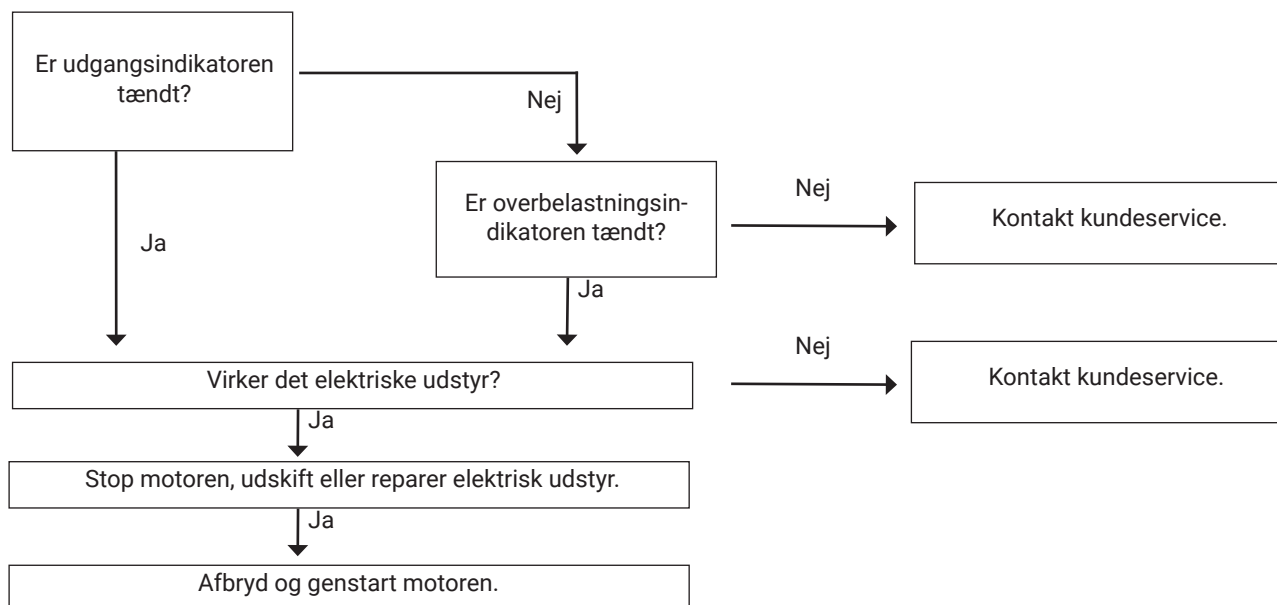 Er udgangsindikatoren
tændt?
Nej
Ja
Er overbelastningsin-
dikatoren tændt?
Nej
Kontakt kundeservice.
Ja
Virker det elektriske udstyr?
Nej
Kontakt kundeservice.
Ja
Stop motoren, udskift eller reparer elektrisk udstyr.
Ja
Afbryd og genstart motoren.